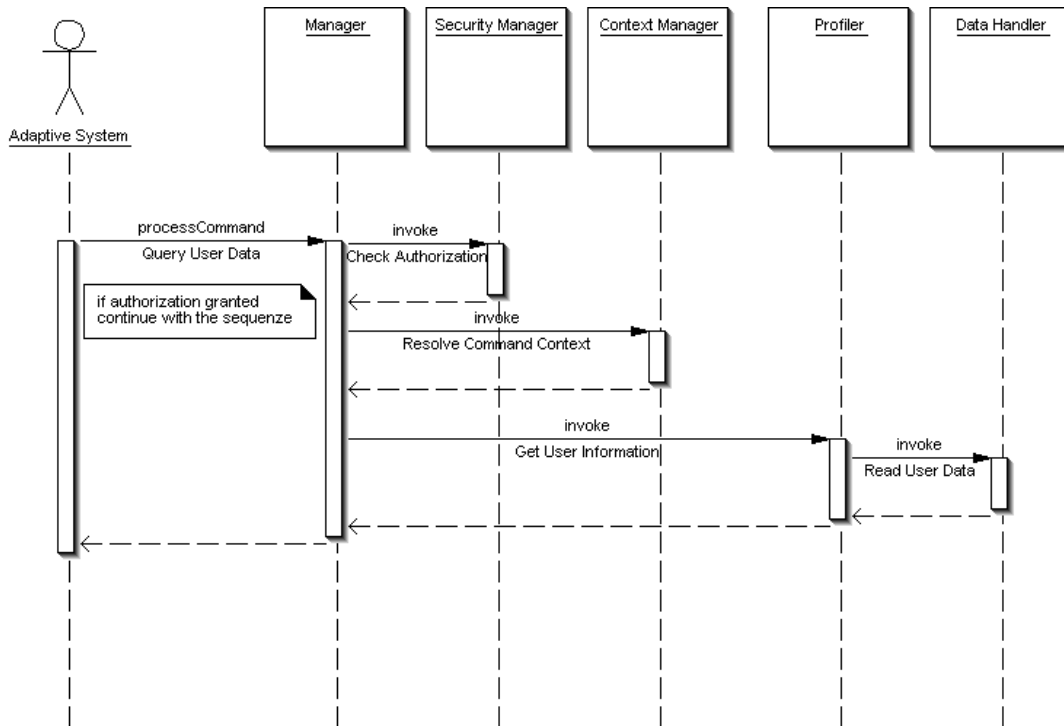 Manager
Security Manager
Context Manager
Profiler
Data Handler
Adaptive System
processCommand
Query User Data
invoke
Check Authorization
if authorization granted
continue with the sequenze
invoke
Resolve Command Context
invoke
Get User Information
invoke
Read User Data